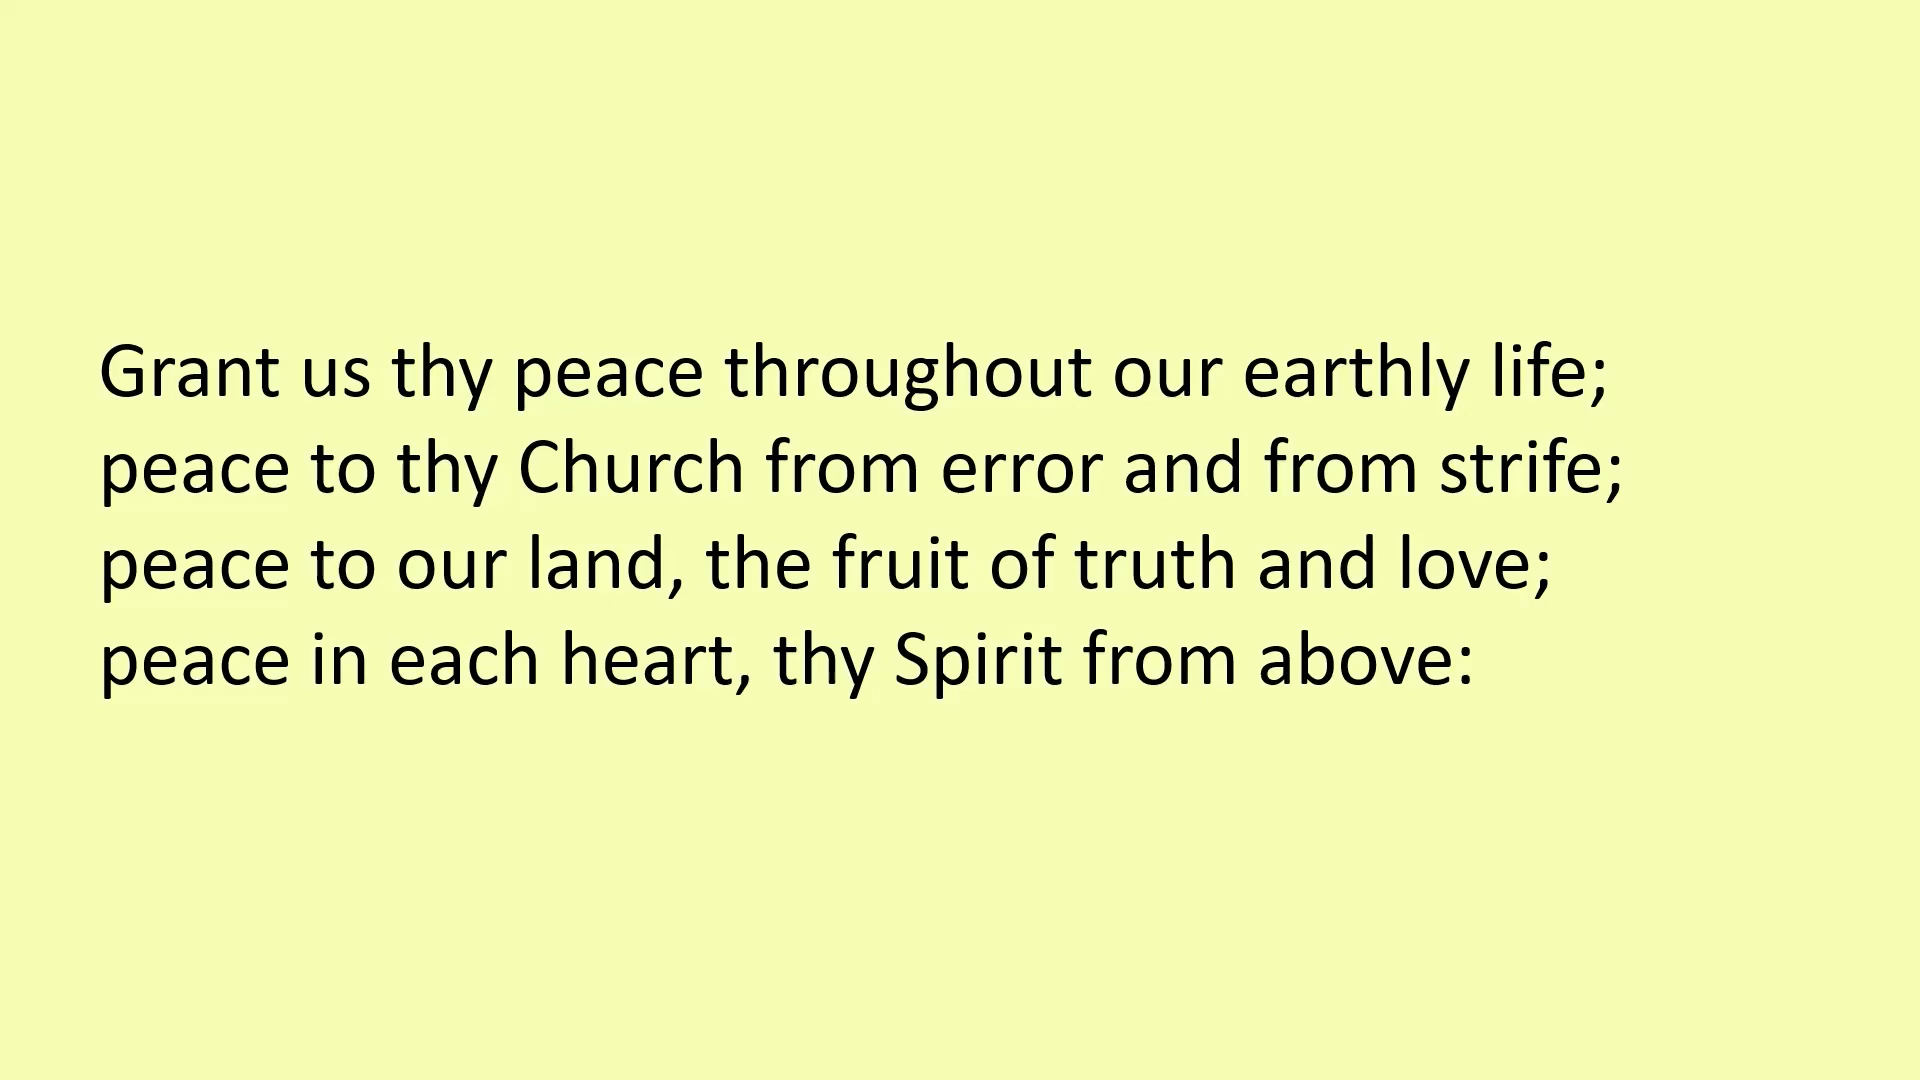 Grant us thy peace throughout our earthly life;
peace to thy Church from error and from strife;
peace to our land, the fruit of truth and love;
peace in each heart, thy Spirit from above: